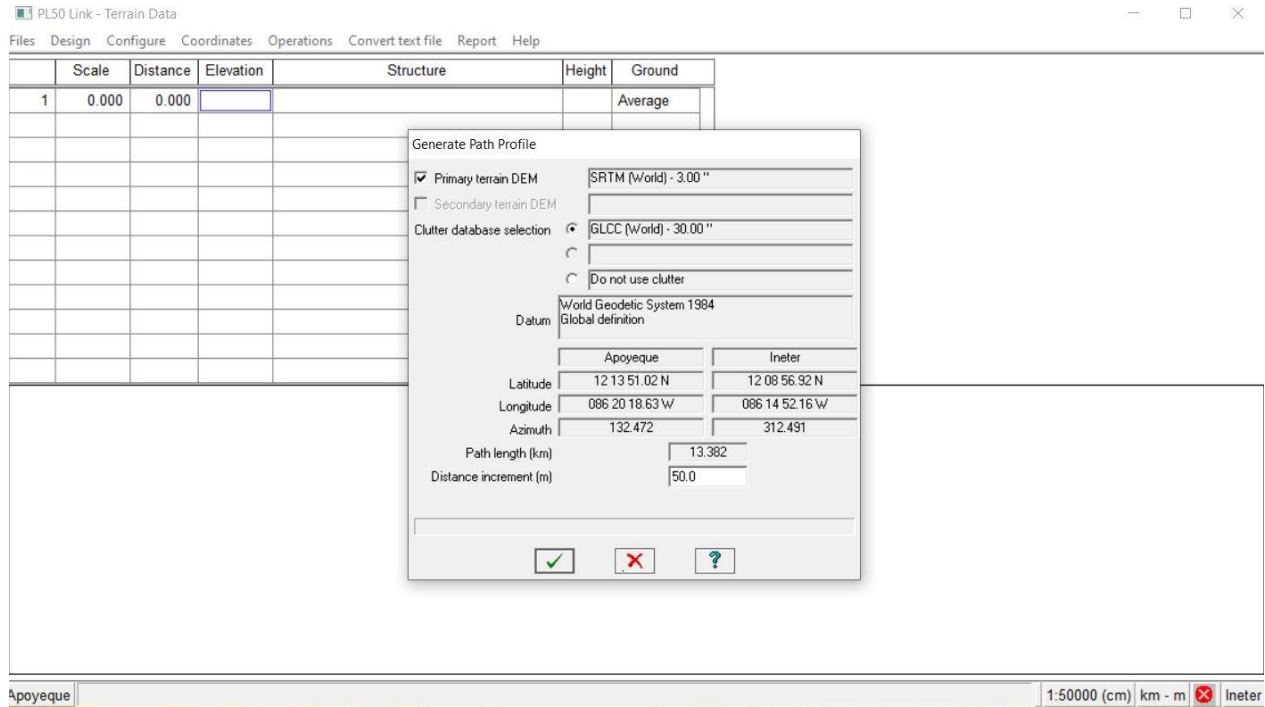 PL50 Link - Terrain Data
Files Design Configure Coordinates Operations Convert text file Report Help
Scale Distance Elevation Structure Height Ground
1 0.000 0.000 Average
Generate Path Profile
Primary terrain DEM SRTM (World) - 3.00 "
Secondary terrain DEM
Clutter database selection GLCC (World) - 30.00 "
Do not use clutter
World Geodetic System 1984
Datum Global definition
Apoyeque Ineter
Latitude 12 13 51.02 N 12 08 56.92 N
Longitude 086 20 18.63 W 086 14 52.16 W
Azimuth 132.472 312.491
Path length (km) 13.382
Distance increment (m) 50.0
?
Apoyeque 1:50000 (cm) km - m Ineter